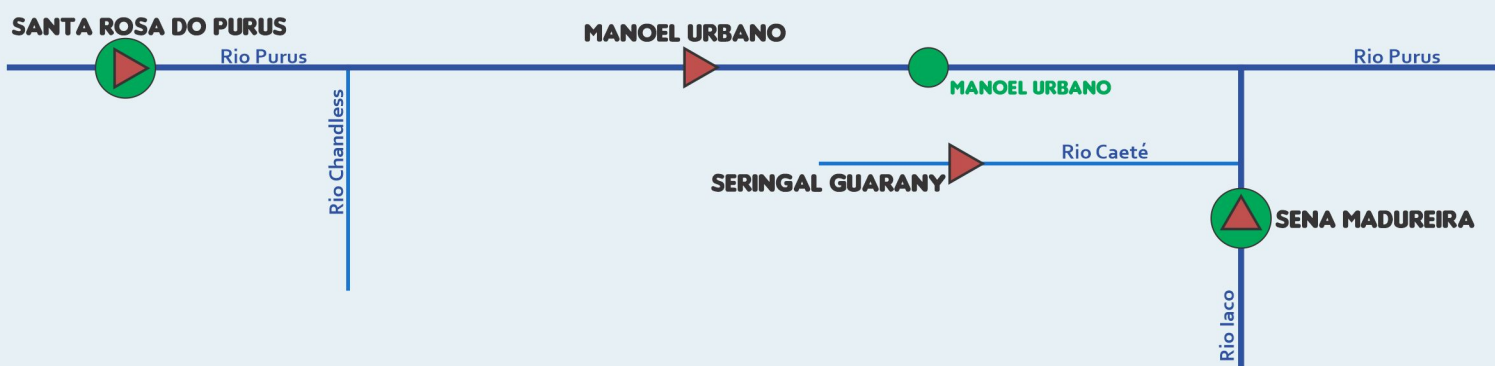 SANTA ROSA DO PURUS
MANOEL URBANO
Rio Purus
Rio Purus
MANOEL URBANO
Rio Chandless
Rio Caeté
SERINGAL GUARANY
SENA MADUREIRA
Rio Iaco